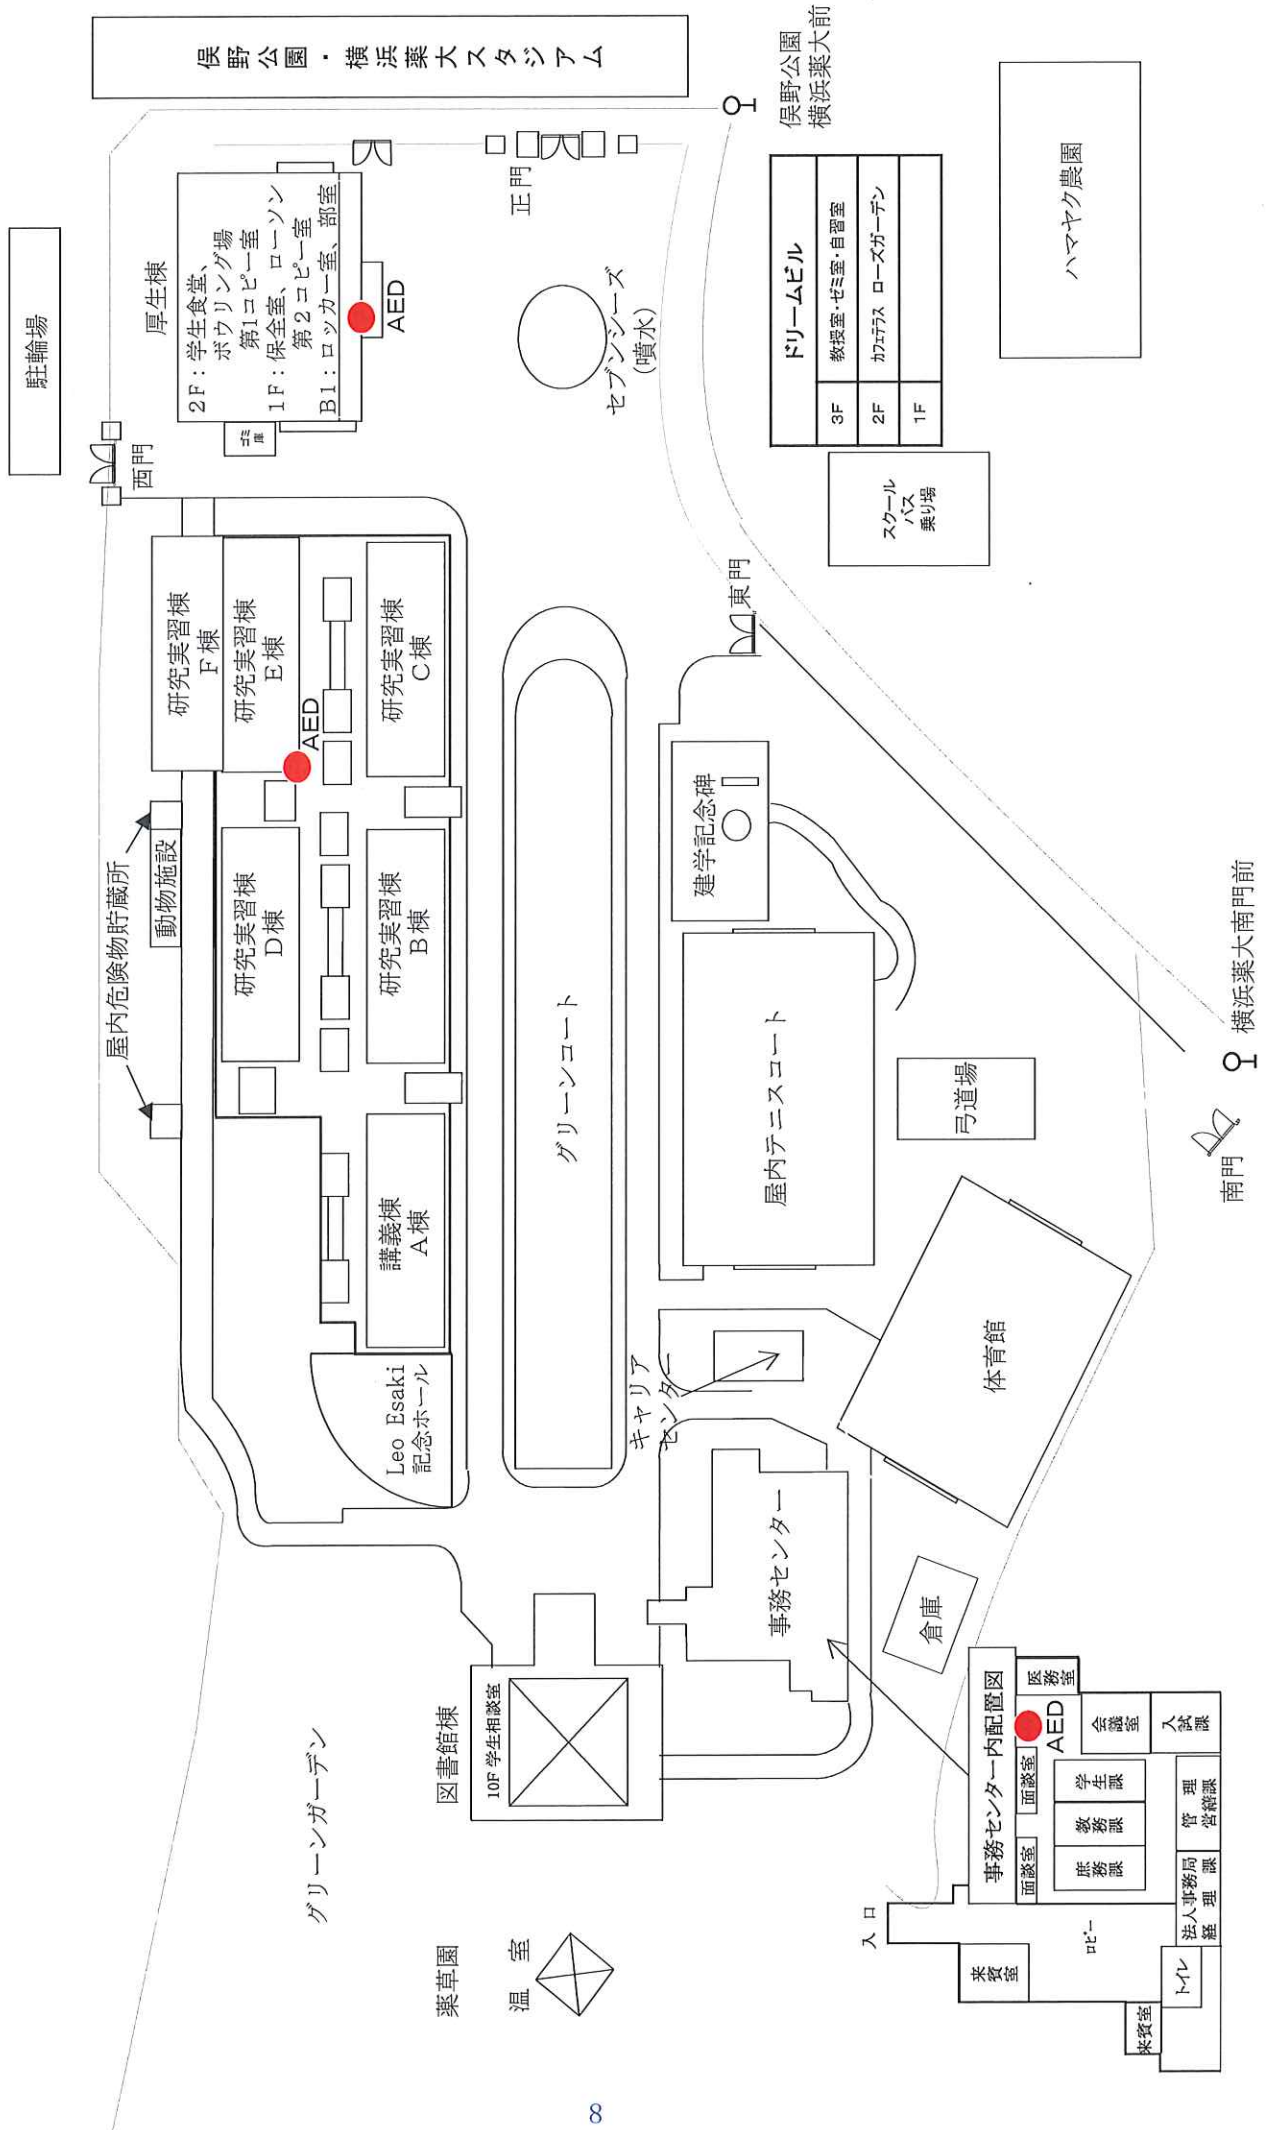 俣野公園・横浜薬大スタジアム
駐輪場
厚生棟
2F：学生食堂、
ボウリング場
第1コピー室
1F：保全室、ローソン
第2コピー室
B1：ロッカー室、部室
ゴミ
庫
AED
西門
正門
俣野公園
横浜薬大前
セブンシーズ
(噴水)
ドリームビル
3F 教授室・ゼミ室・自習室
2F カフェテラス ローズガーデン
1F
ハマヤク農園
スクール
バス
乗り場
東門
研究実習棟
F棟
研究実習棟
E棟
AED
研究実習棟
C棟
屋内危険物貯蔵所
動物施設
研究実習棟
D棟
研究実習棟
B棟
講義棟
A棟
Leo Esaki
記念ホール
グリーンコート
建学記念碑
屋内テニスコート
弓道場
横浜薬大南門前
南門
キャリア
センター
体育館
事務センター
倉庫
図書館棟
10F 学生相談室
グリーンガーデン
薬草園
温 室
事務センター内配置図
入 口
面談室
面談室
医務
室
AED
会議
室
入試
課
学生
課
教務
課
庶務
課
管 理
営繕課
法人事務局
経 理 課
ロビー
来賓
室
トイレ
来賓室
8